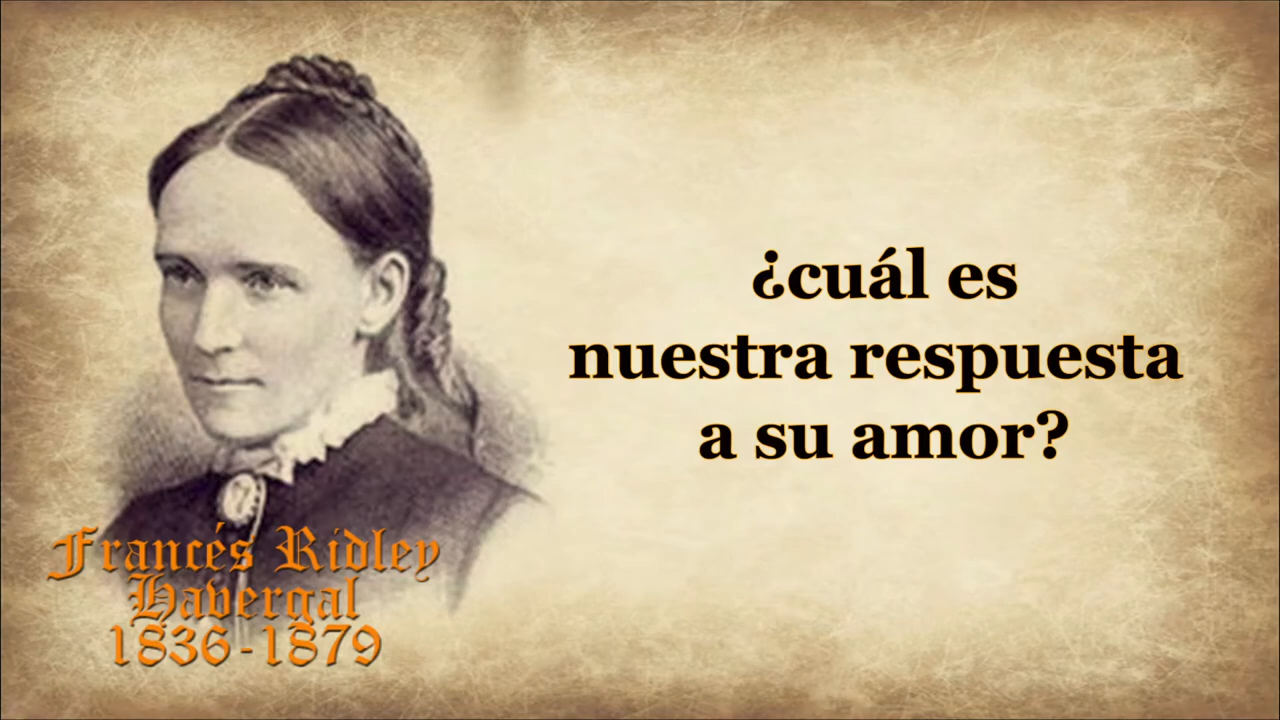 ¿cuál es
nuestra respuesta
a su amor?
Francés Ridley
Havergal
1836-1879